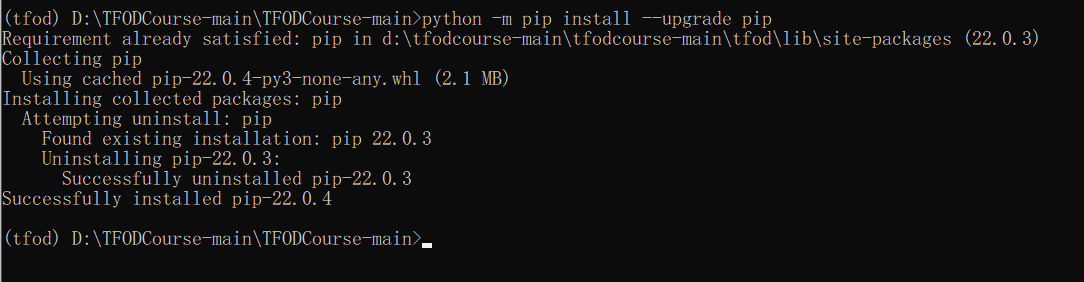 (tfod) D:\TFODCourse-main\TFODCourse-main>python -m pip install --upgrade pip
Requirement already satisfied: pip in d:\tfodcourse-main\tfodcourse-main\tfod\lib\site-packages (22.0.3)
Collecting pip
  Using cached pip-22.0.4-py3-none-any.whl (2.1 MB)
Installing collected packages: pip
  Attempting uninstall: pip
    Found existing installation: pip 22.0.3
    Uninstalling pip-22.0.3:
      Successfully uninstalled pip-22.0.3
Successfully installed pip-22.0.4
(tfod) D:\TFODCourse-main\TFODCourse-main>